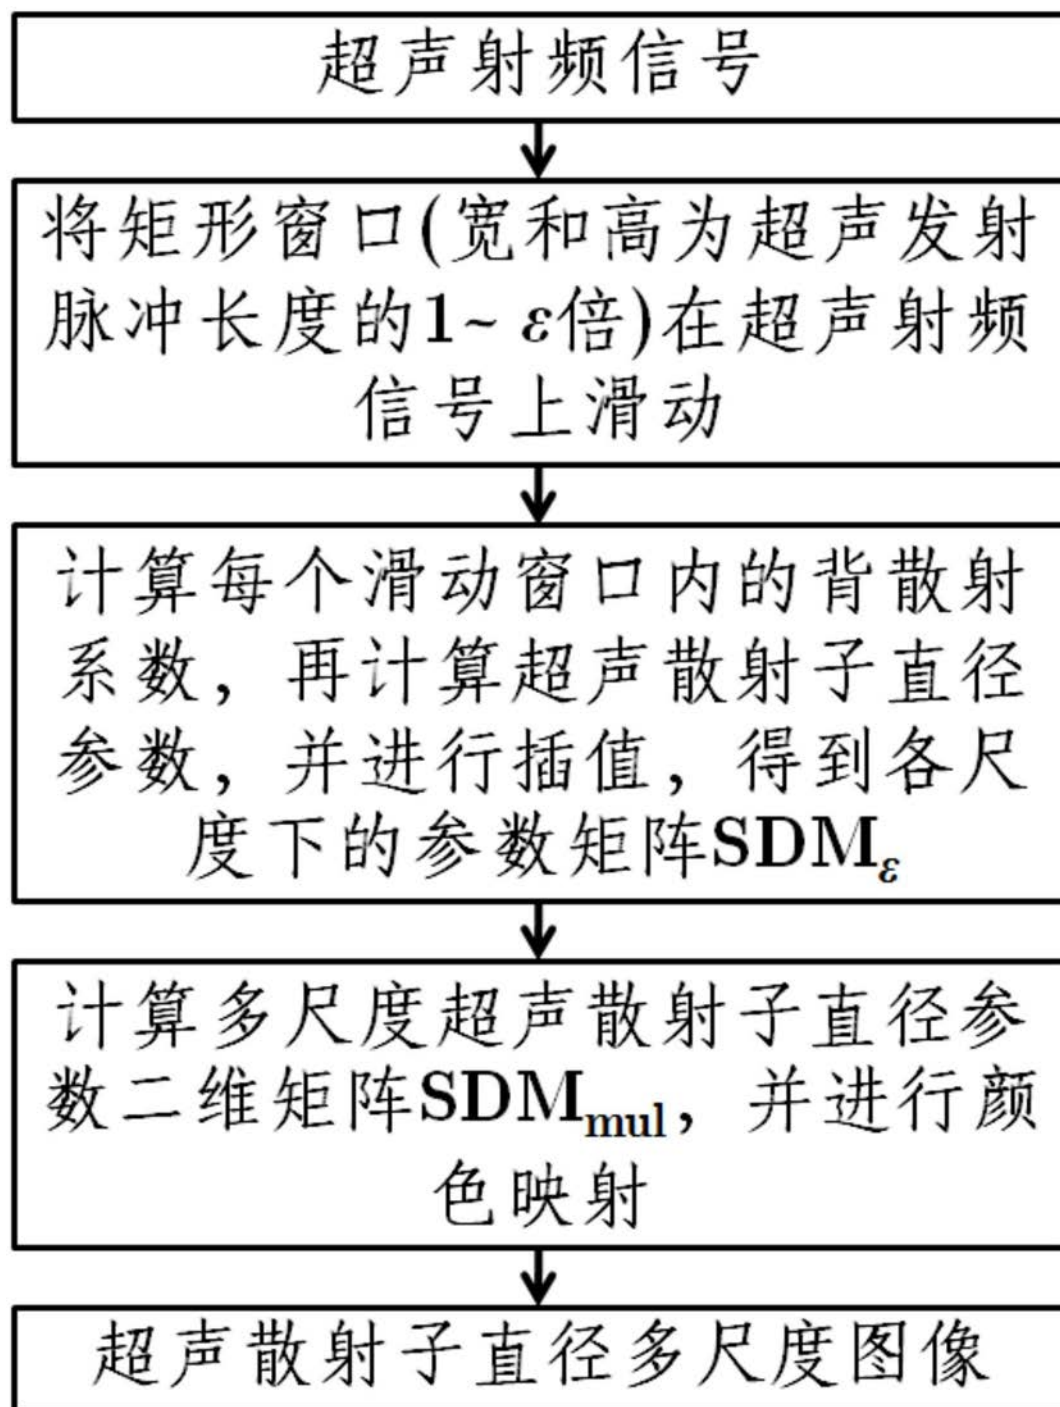 超声射频信号
将矩形窗口(宽和高为超声发射
脉冲长度的1~ ε倍)在超声射频
信号上滑动
计算每个滑动窗口内的背散射
系数，再计算超声散射子直径
参数，并进行插值，得到各尺
度下的参数矩阵SDMε
计算多尺度超声散射子直径参
数二维矩阵SDMmul，并进行颜
色映射
超声散射子直径多尺度图像